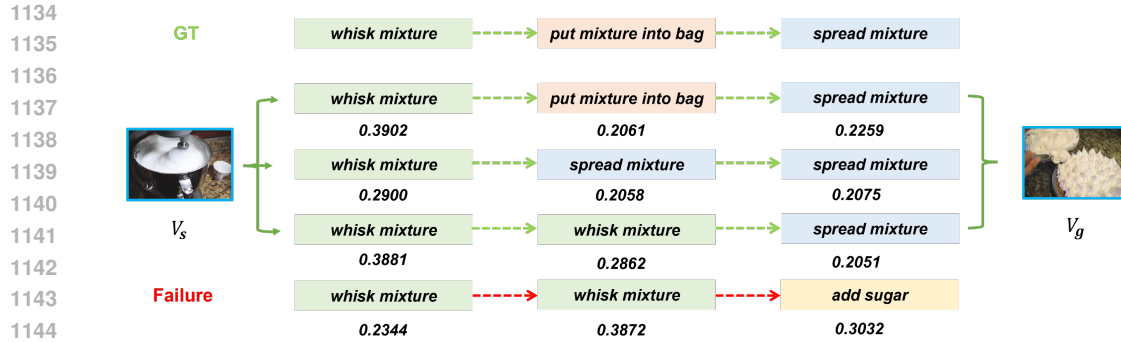 1134
GT whisk mixture put mixture into bag spread mixture
1135
1136
whisk mixture put mixture into bag spread mixture
1137
0.3902 0.2061 0.2259
1138
whisk mixture spread mixture spread mixture
1139
0.2900 0.2058 0.2075
1140
Vs whisk mixture whisk mixture spread mixture Vg
1141
0.3881 0.2862 0.2051
1142
Failure whisk mixture whisk mixture add sugar
1143
0.2344 0.3872 0.3032
1144